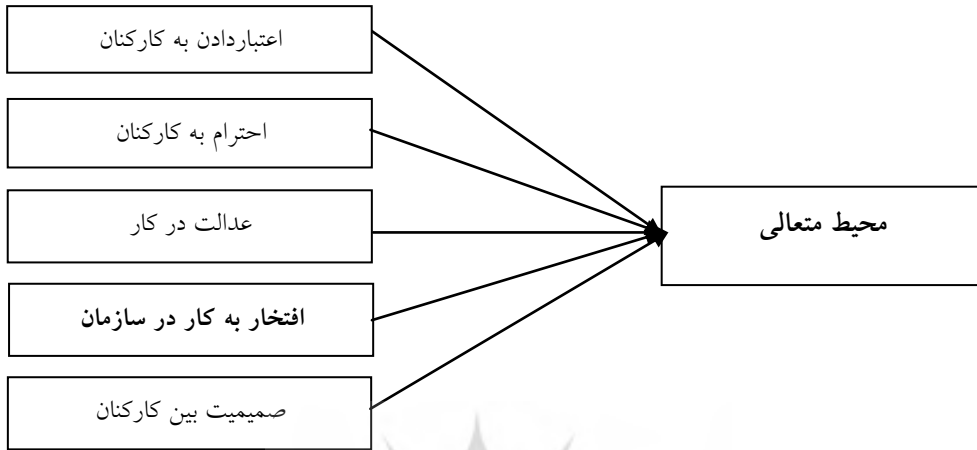 اعتباردادن به کارکنان
احترام به کارکنان
عدالت در کار
افتخار به کار در سازمان
صمیمیت بین کارکنان
محیط متعالی